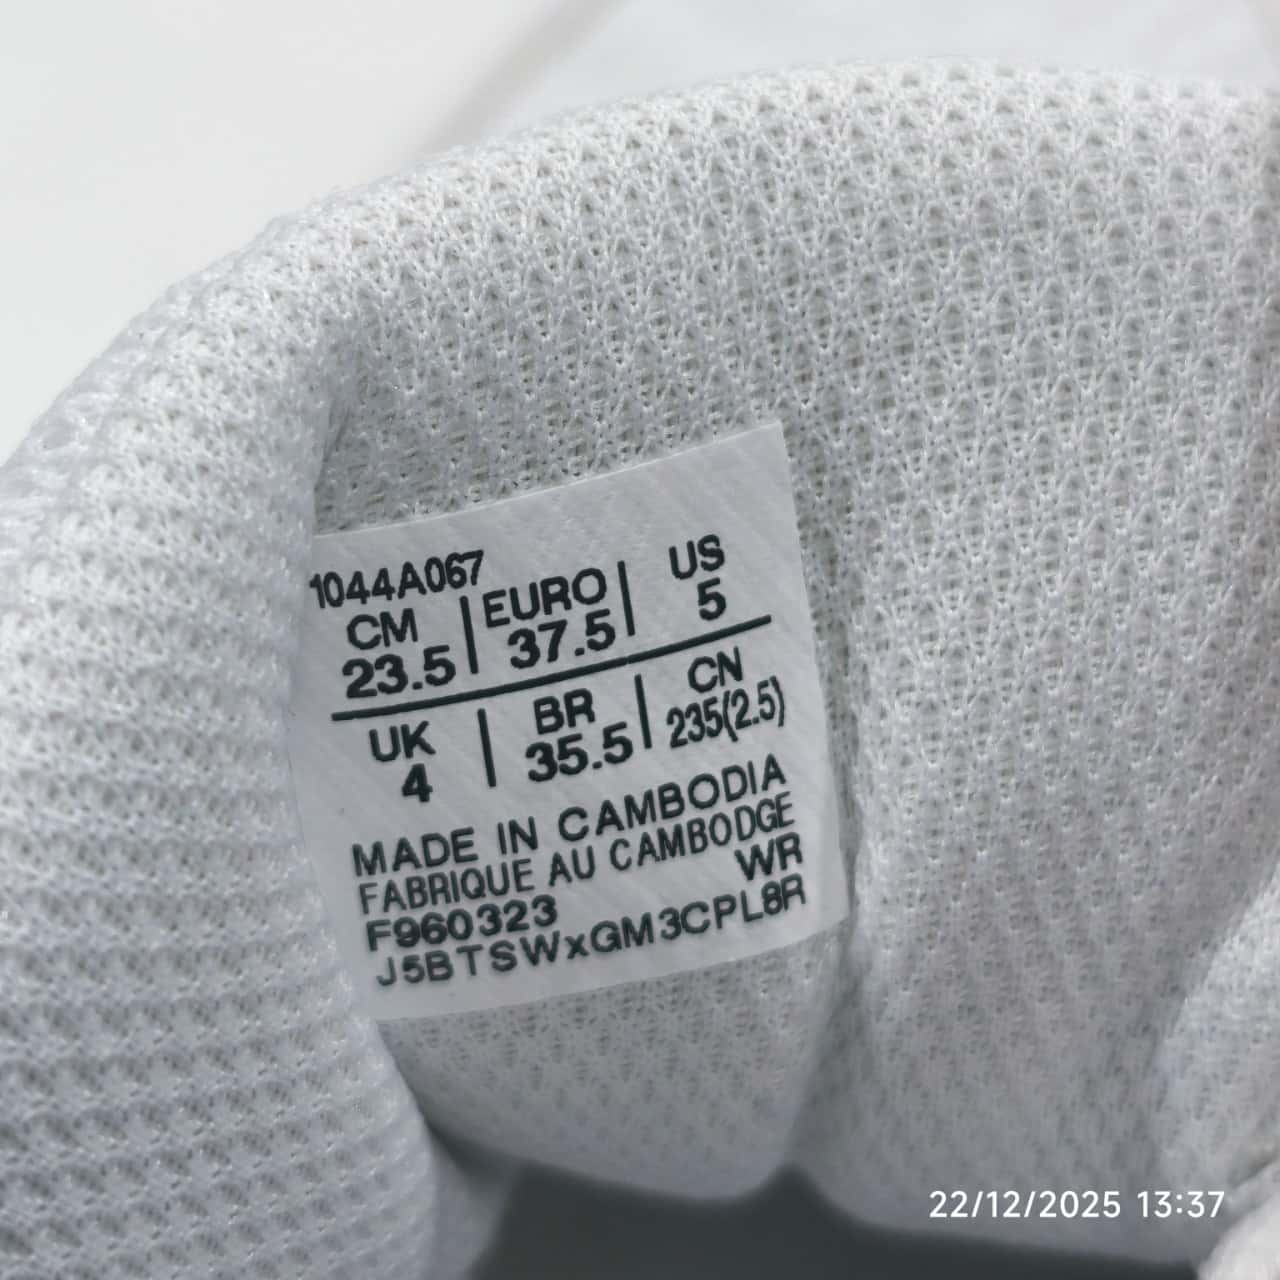 1044A067
CM | EURO | US
23.5 | 37.5 | 5
UK | BR | CN
4 | 35.5 | 235(2.5)
MADE IN CAMBODIA
FABRIQUE AU CAMBODGE
F960323 WR
J5BTSWxGM3CPL8R
22/12/2025 13:37